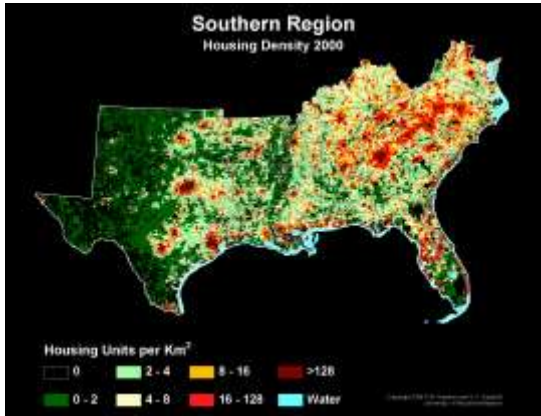 Southern Region
Housing Density 2000
Housing Units per Km²
0 2 - 4 8 - 16 >128
0 - 2 4 - 8 16 - 128 Water